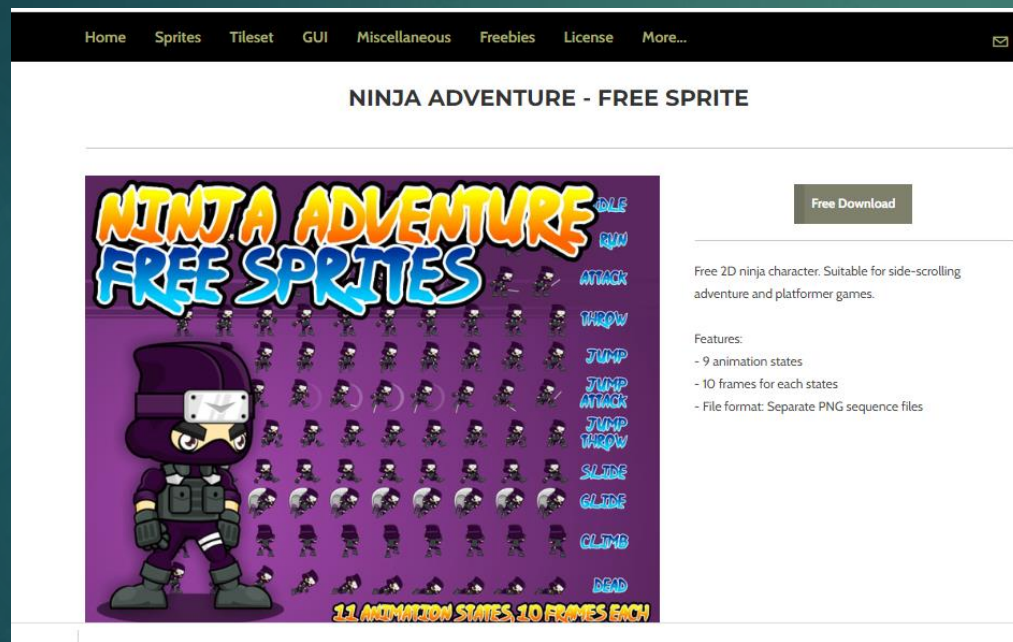 Home Sprites Tileset GUI Miscellaneous Freebies License More...
NINJA ADVENTURE - FREE SPRITE
NINJA ADVENTURE
FREE SPRITES
IDLE
RUN
ATTACK
THROW
JUMP
JUMP
ATTACK
JUMP
THROW
SLIDE
GLIDE
CLIMB
DEAD
11 ANIMATION STATES, 10 FRAMES EACH
Free Download
Free 2D ninja character. Suitable for side-scrolling
adventure and platformer games.
Features:
- 9 animation states
- 10 frames for each states
- File format: Separate PNG sequence files